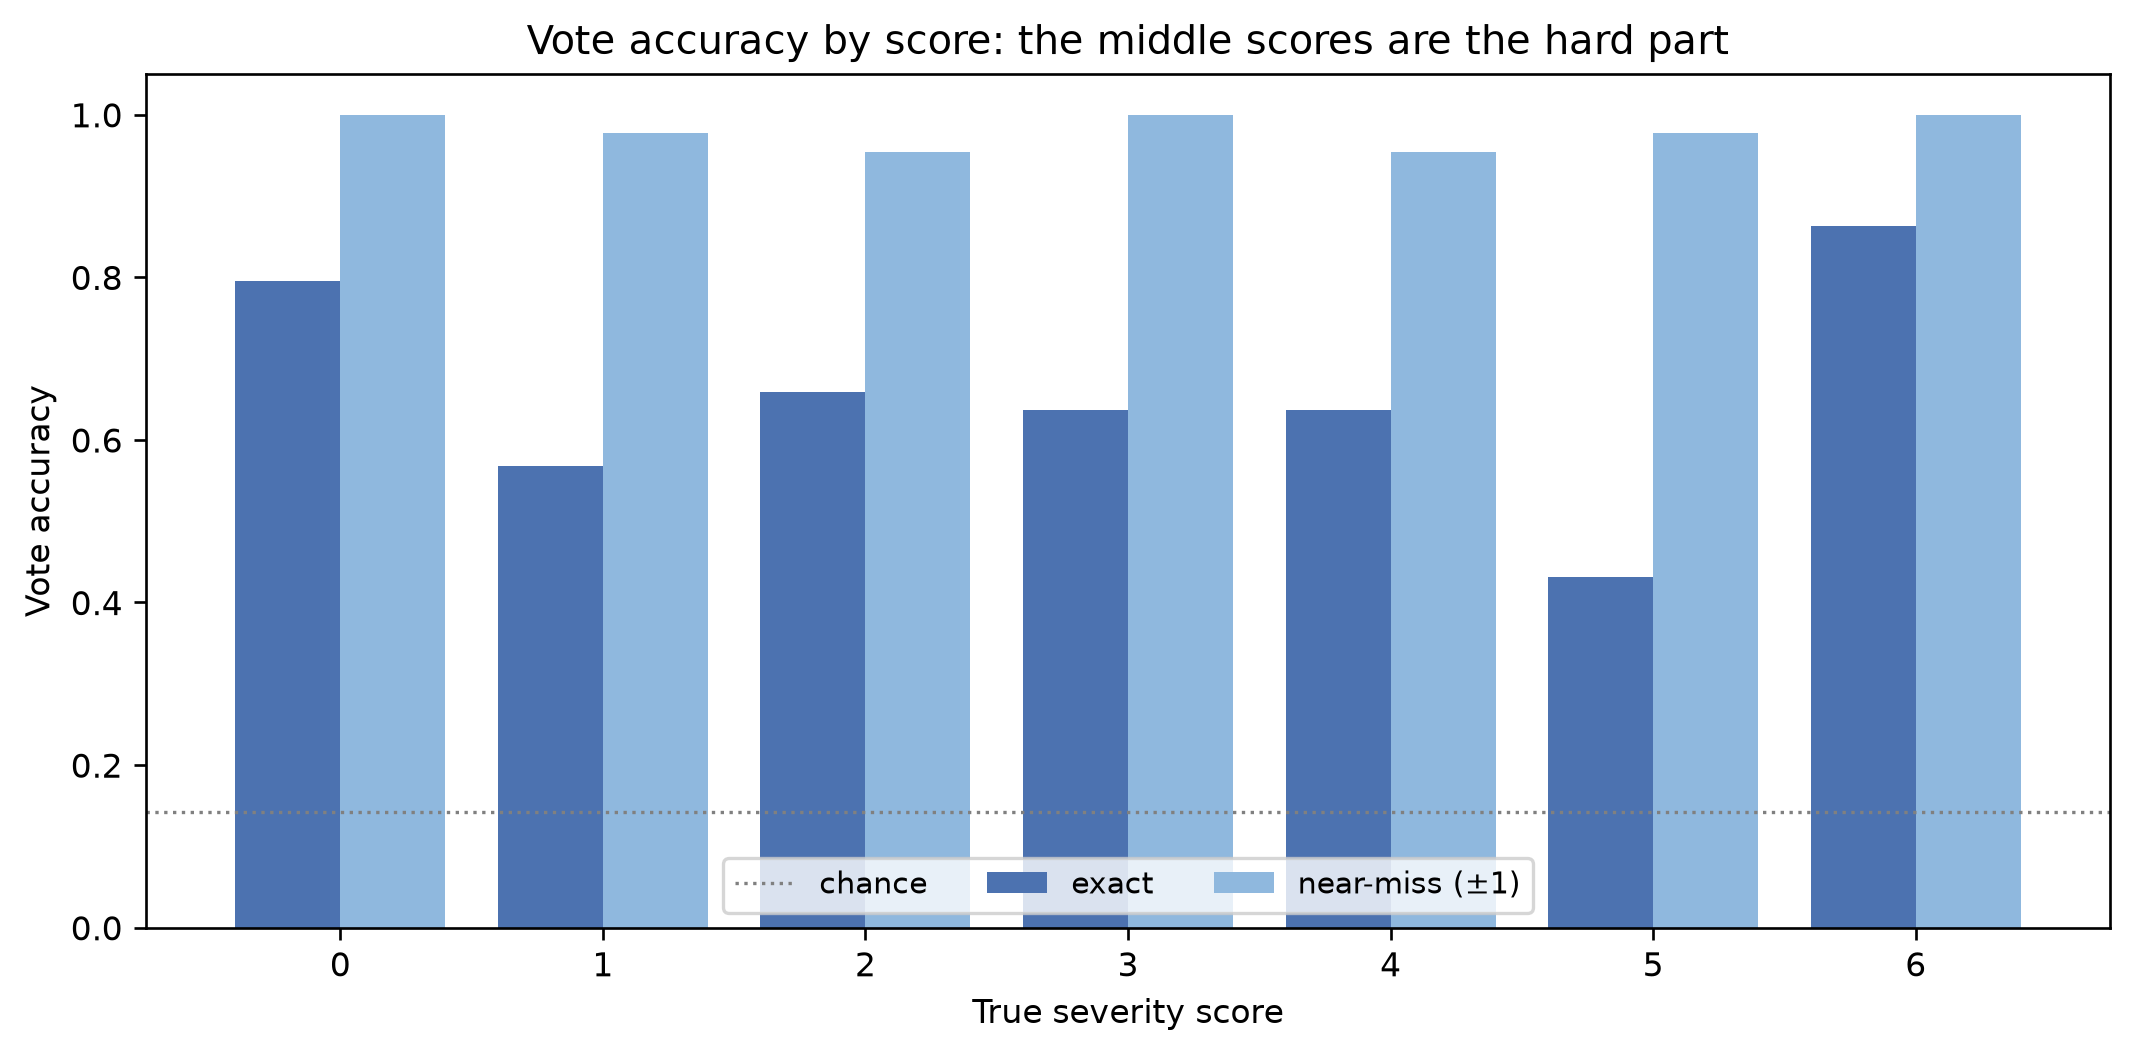 Vote accuracy by score: the middle scores are the hard part
Vote accuracy
1.0
0.8
0.6
0.4
0.2
0.0
chance exact near-miss (±1)
0 1 2 3 4 5 6
True severity score